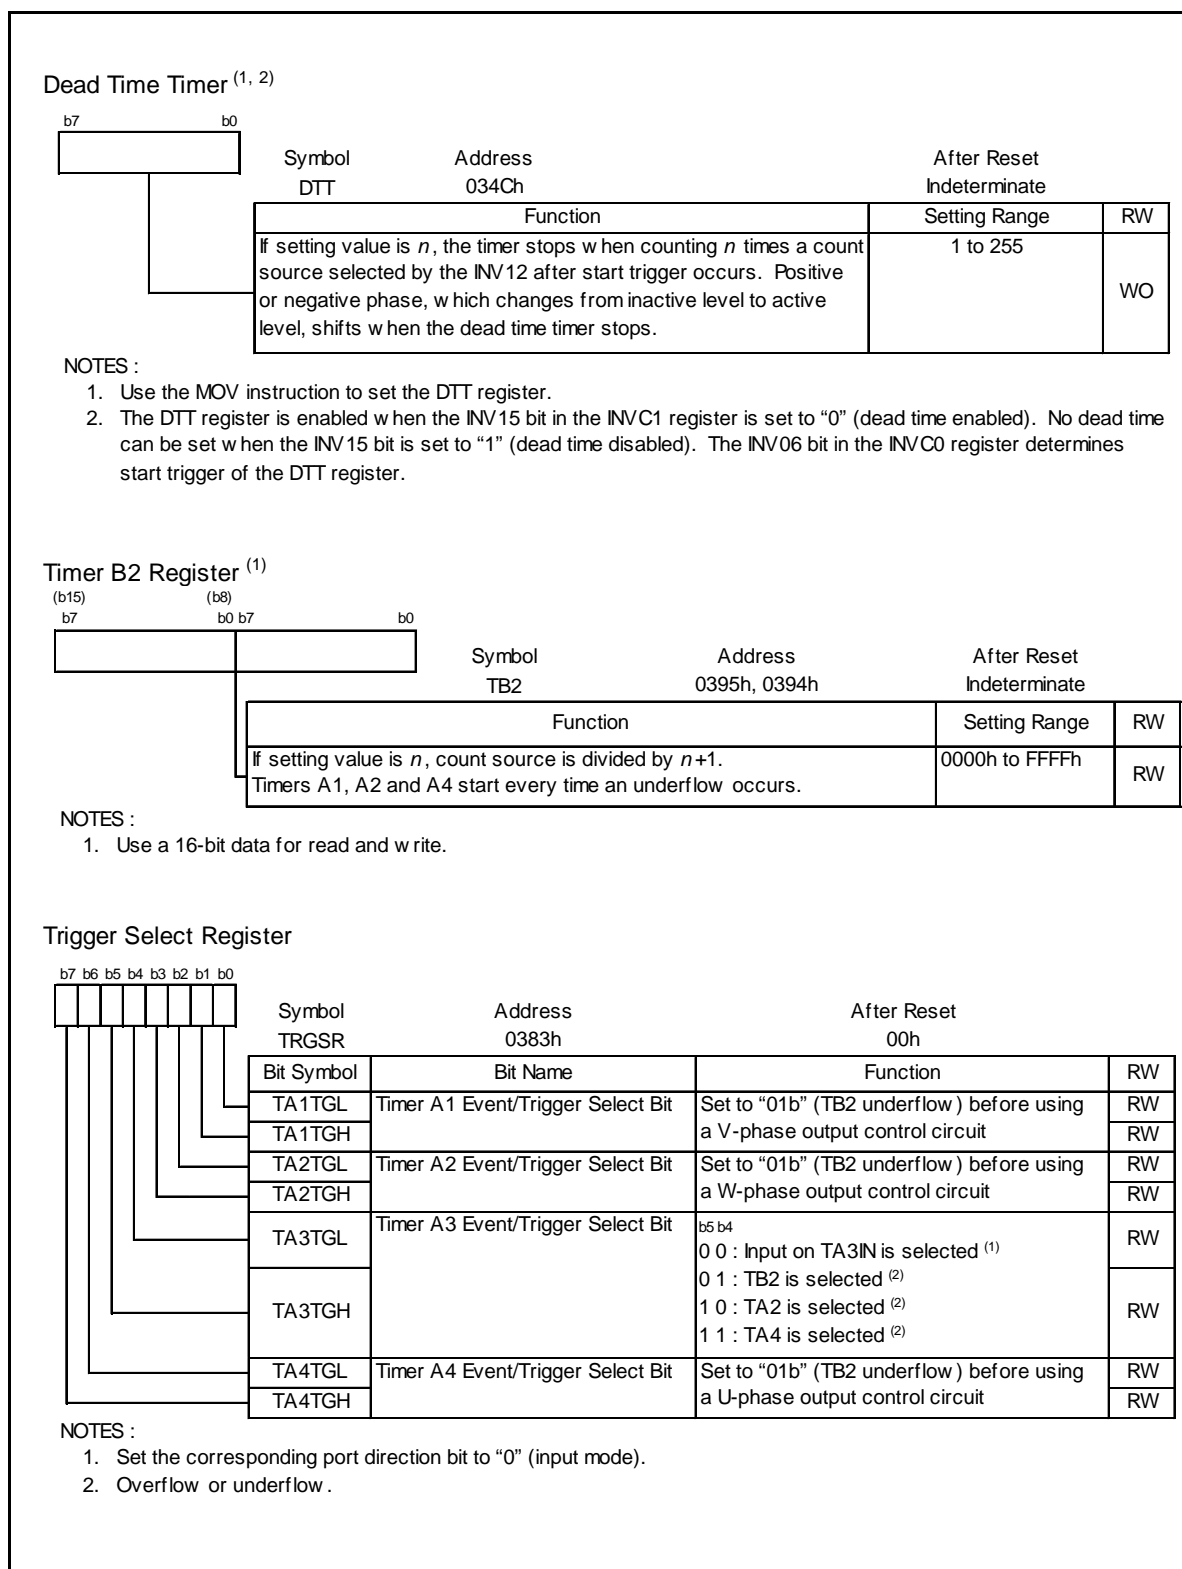 Dead Time Timer (1, 2)
b7 b0
Symbol Address After Reset
DTT 034Ch Indeterminate
Function Setting Range RW
If setting value is n, the timer stops when counting n times a count
source selected by the INV12 after start trigger occurs. Positive
or negative phase, which changes from inactive level to active
level, shifts when the dead time timer stops.
1 to 255
WO
NOTES :
1. Use the MOV instruction to set the DTT register.
2. The DTT register is enabled when the INV15 bit in the INVC1 register is set to “0” (dead time enabled). No dead time
can be set when the INV15 bit is set to “1” (dead time disabled). The INV06 bit in the INVC0 register determines
start trigger of the DTT register.
Timer B2 Register (1)
(b15) (b8)
b7 b0 b7 b0
Symbol Address After Reset
TB2 0395h, 0394h Indeterminate
Function Setting Range RW
If setting value is n, count source is divided by n+1.
Timers A1, A2 and A4 start every time an underflow occurs.
0000h to FFFFh
RW
NOTES :
1. Use a 16-bit data for read and write.
Trigger Select Register
b7 b6 b5 b4 b3 b2 b1 b0
Symbol Address After Reset
TRGSR 0383h 00h
Bit Symbol Bit Name Function RW
TA1TGL Timer A1 Event/Trigger Select Bit Set to “01b” (TB2 underflow) before using RW
TA1TGH a V-phase output control circuit RW
TA2TGL Timer A2 Event/Trigger Select Bit Set to “01b” (TB2 underflow) before using RW
TA2TGH a W-phase output control circuit RW
TA3TGL Timer A3 Event/Trigger Select Bit b5 b4 RW
0 0 : Input on TA3IN is selected (1)
0 1 : TB2 is selected (2)
TA3TGH 1 0 : TA2 is selected (2) RW
1 1 : TA4 is selected (2)
TA4TGL Timer A4 Event/Trigger Select Bit Set to “01b” (TB2 underflow) before using RW
TA4TGH a U-phase output control circuit RW
NOTES :
1. Set the corresponding port direction bit to “0” (input mode).
2. Overflow or underflow.